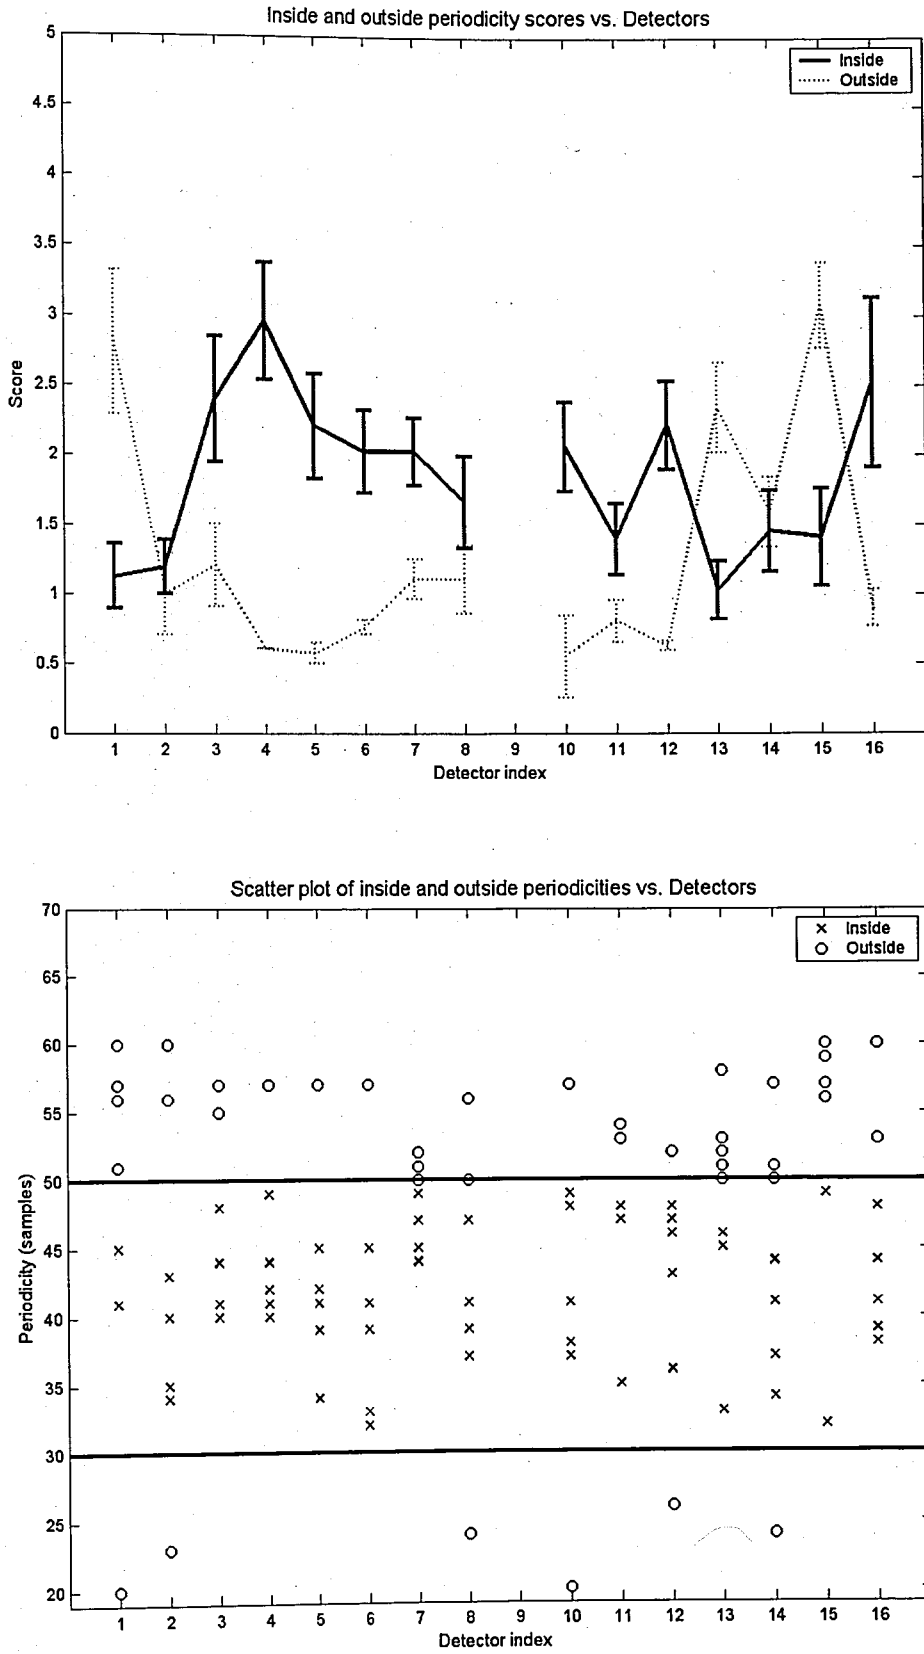 Inside and outside periodicity scores vs. Detectors
5
4.5
4
3.5
3
2.5
2
1.5
1
0.5
0
Score
Inside
Outside
1 2 3 4 5 6 7 8 9 10 11 12 13 14 15 16
Detector index
Scatter plot of inside and outside periodicities vs. Detectors
70
65
60
55
50
45
40
35
30
25
20
Periodicity (samples)
Inside
Outside
1 2 3 4 5 6 7 8 9 10 11 12 13 14 15 16
Detector index